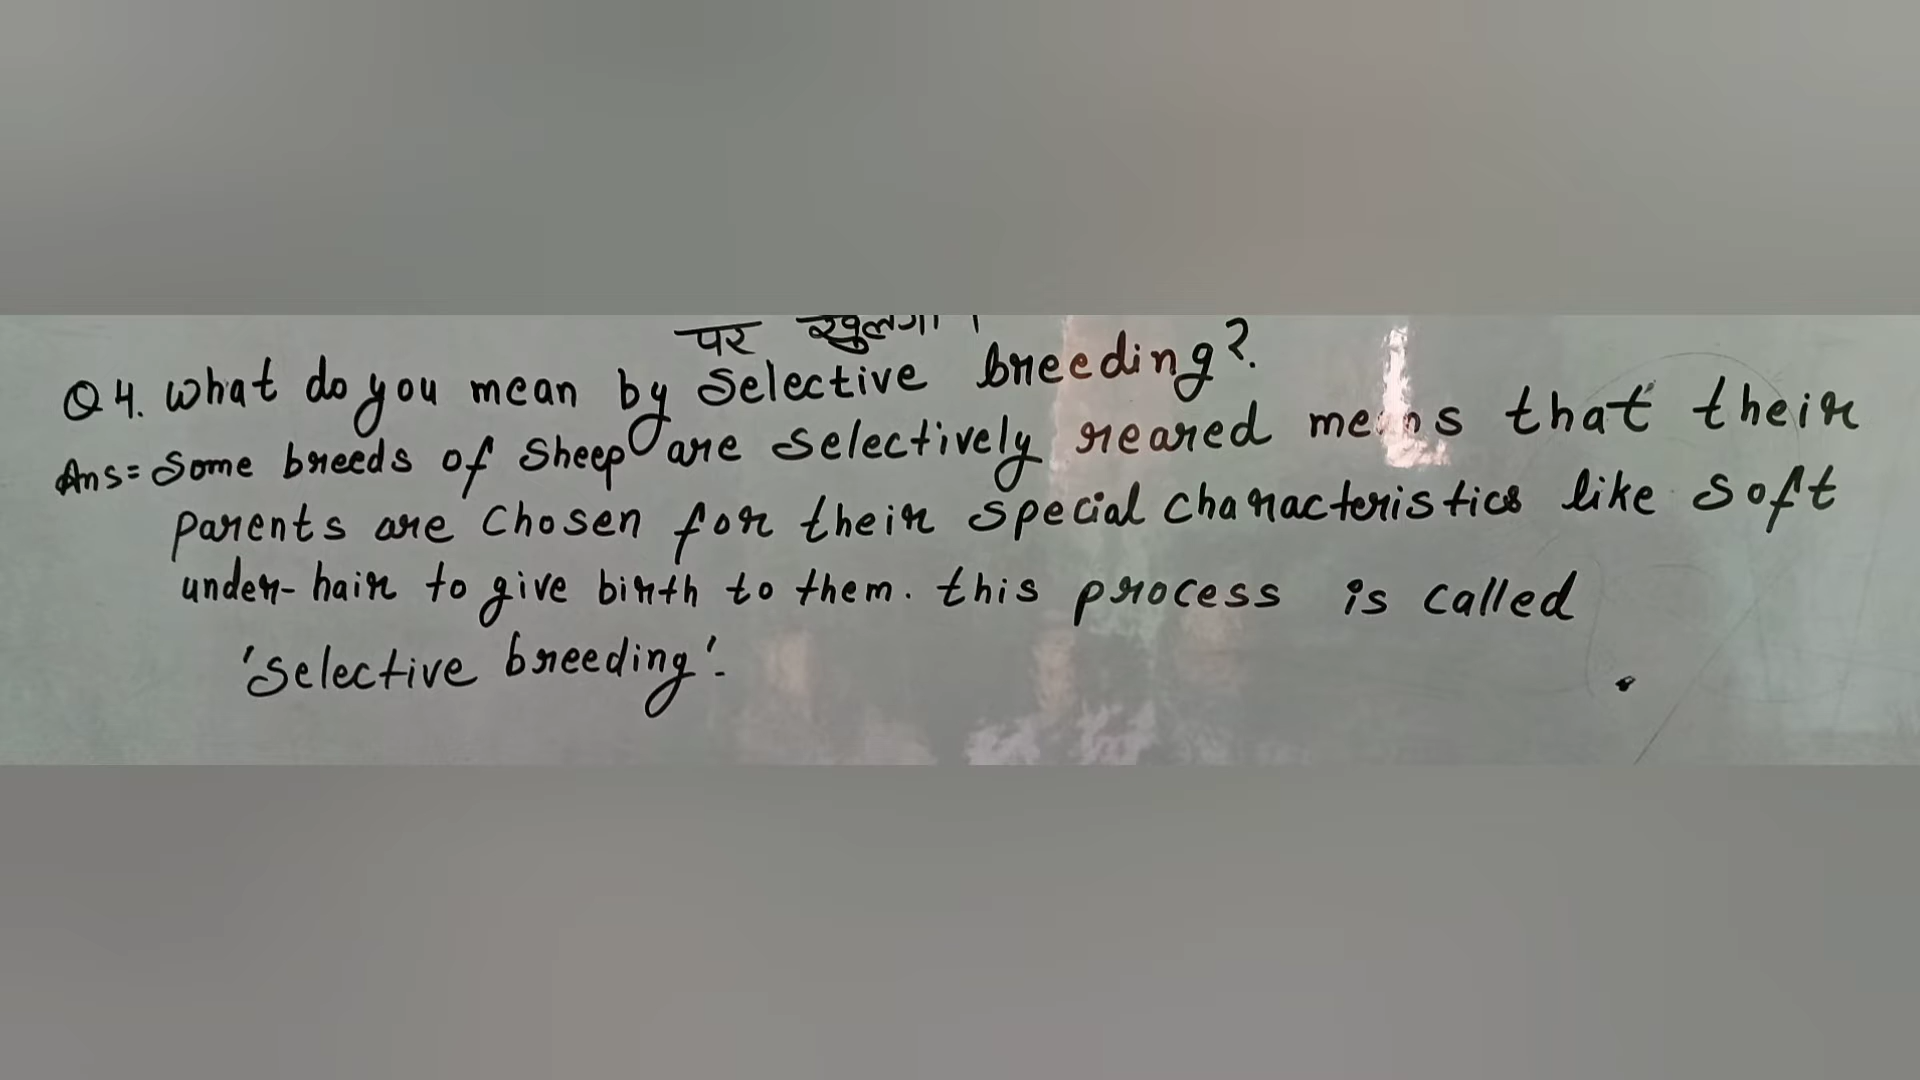 पर खुलेगा ।
Q4. What do you mean by Selective breeding?
Ans= Some breeds of Sheep are Selectively reared means that their
parents are Chosen for their Special characteristics like Soft
under-hair to give birth to them. this process is called
'Selective breeding'.